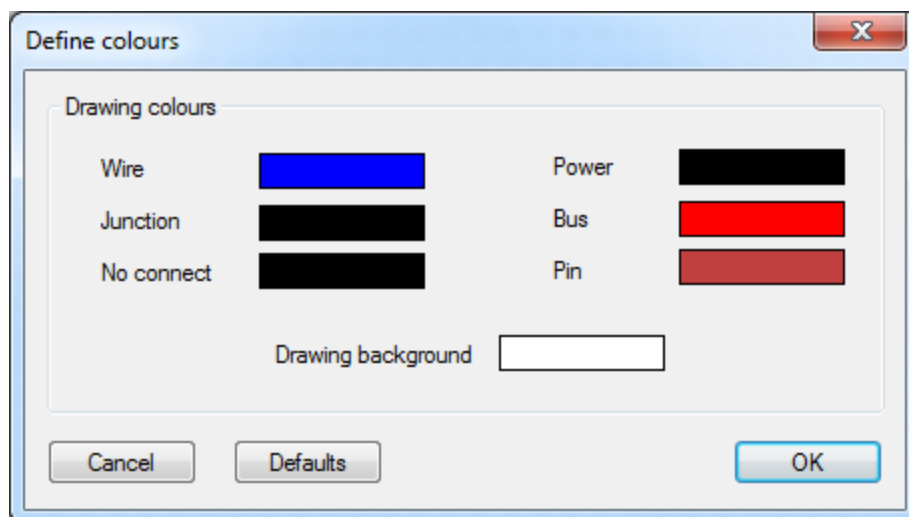 Define colours
Drawing colours
Wire
Power
Junction
Bus
No connect
Pin
Drawing background
Cancel
Defaults
OK